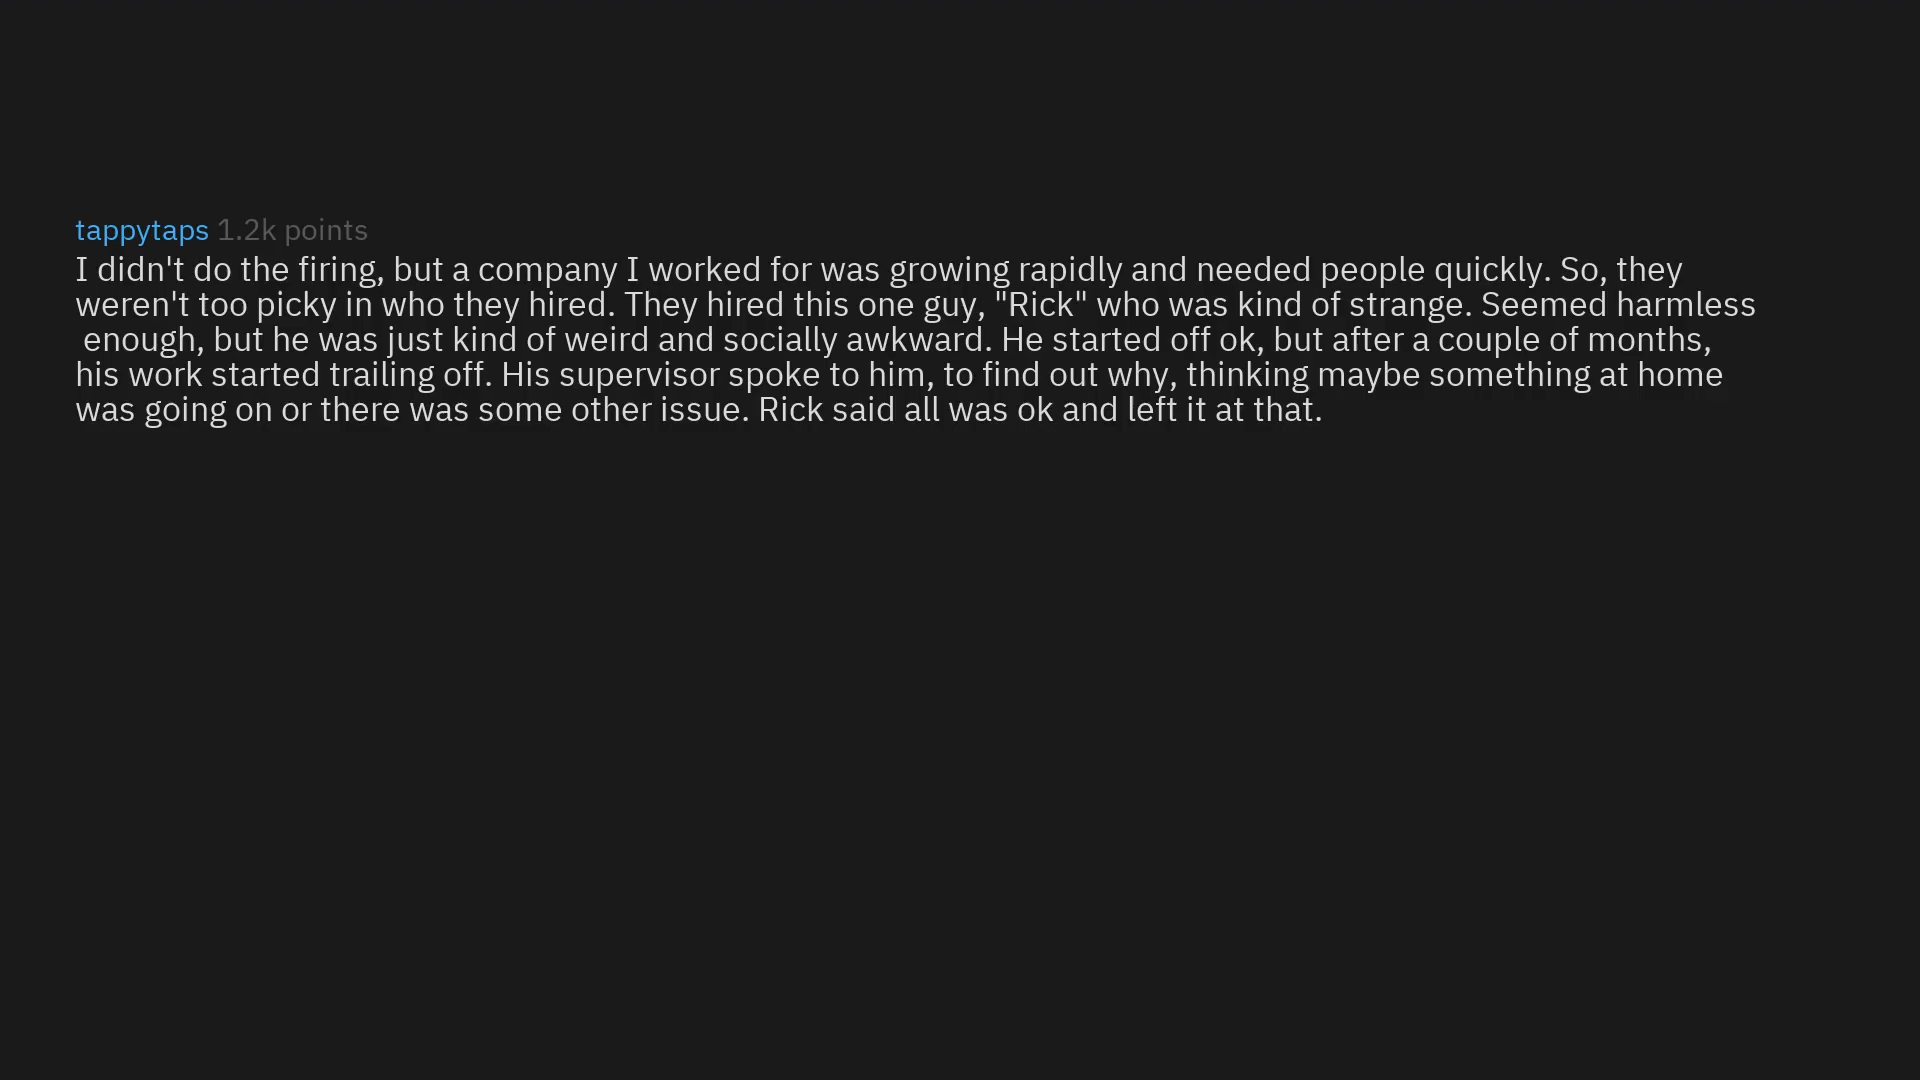 tappytaps 1.2k points
I didn't do the firing, but a company I worked for was growing rapidly and needed people quickly. So, they
weren't too picky in who they hired. They hired this one guy, "Rick" who was kind of strange. Seemed harmless
enough, but he was just kind of weird and socially awkward. He started off ok, but after a couple of months,
his work started trailing off. His supervisor spoke to him, to find out why, thinking maybe something at home
was going on or there was some other issue. Rick said all was ok and left it at that.